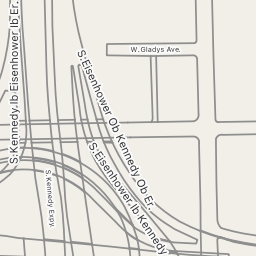 S.Kennedy.Ib Eisenhower Ib Er.
W.Gladys Ave.
S.Eisenhower Ob Kennedy Ob Er.
S.Eisenhower.Ib Kennedy
S.Kennedy Expy.